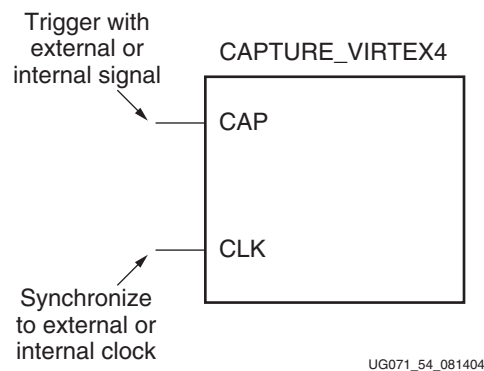 Trigger with
external or
internal signal
CAPTURE_VIRTEX4
CAP
CLK
Synchronize
to external or
internal clock
UG071_54_081404